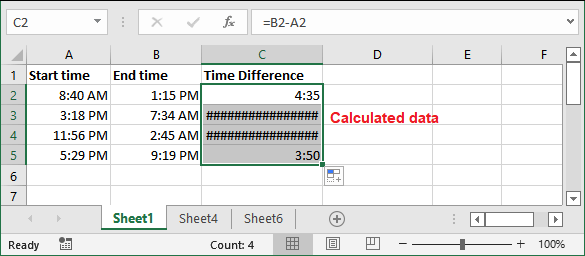 C2 =B2-A2
A B C D E F
1 Start time End time Time Difference
2 8:40 AM 1:15 PM 4:35
3 3:18 PM 7:34 AM ################ Calculated data
4 11:56 PM 2:45 AM ################
5 5:29 PM 9:19 PM 3:50
6
7
Sheet1 Sheet4 Sheet6
Ready Count: 4 100%